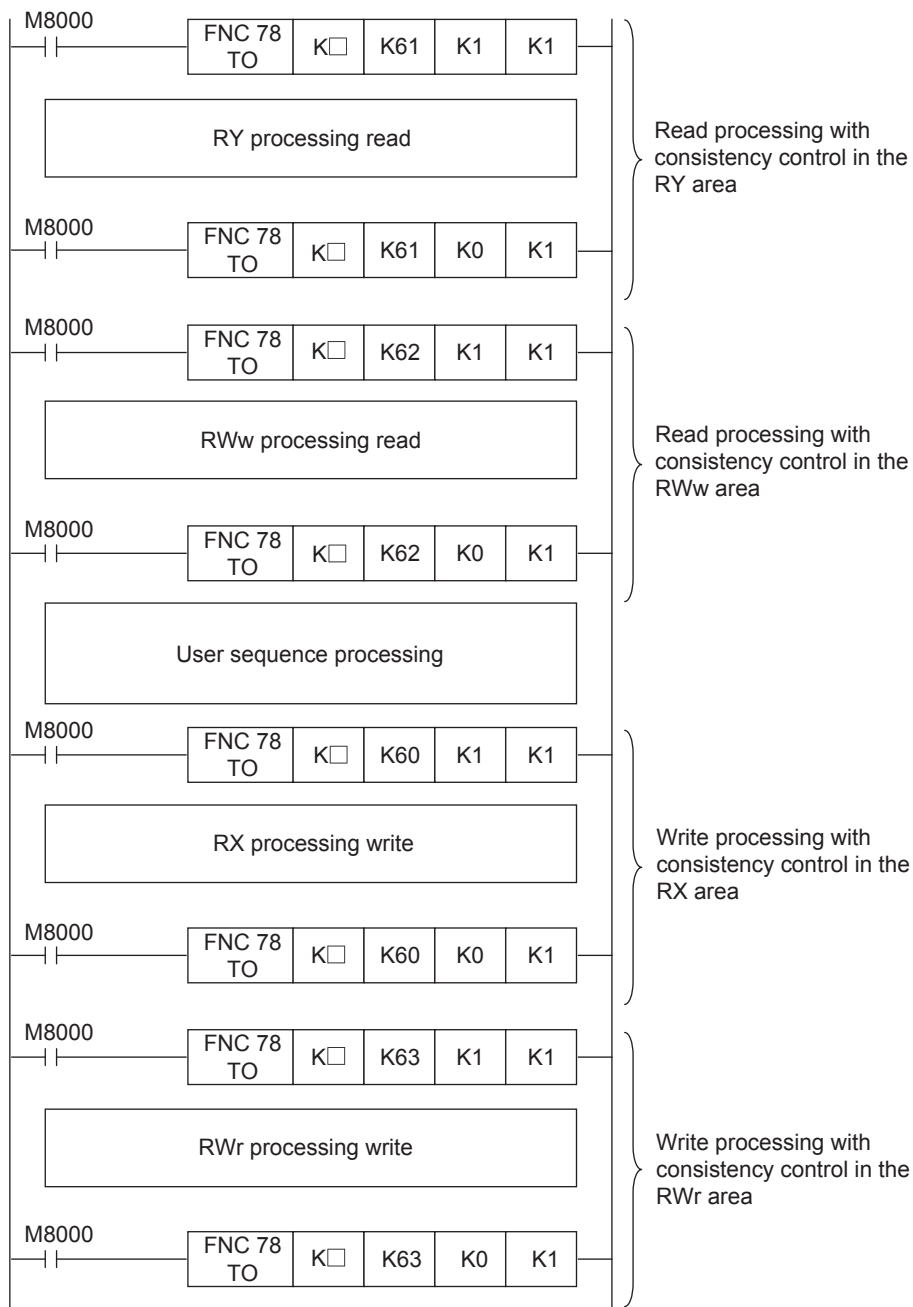 M8000
FNC 78
TO
K□
K61
K1
K1
RY processing read
Read processing with
consistency control in the
RY area
M8000
FNC 78
TO
K□
K61
K0
K1
M8000
FNC 78
TO
K□
K62
K1
K1
RWw processing read
Read processing with
consistency control in the
RWw area
M8000
FNC 78
TO
K□
K62
K0
K1
User sequence processing
M8000
FNC 78
TO
K□
K60
K1
K1
RX processing write
Write processing with
consistency control in the
RX area
M8000
FNC 78
TO
K□
K60
K0
K1
M8000
FNC 78
TO
K□
K63
K1
K1
RWr processing write
Write processing with
consistency control in the
RWr area
M8000
FNC 78
TO
K□
K63
K0
K1